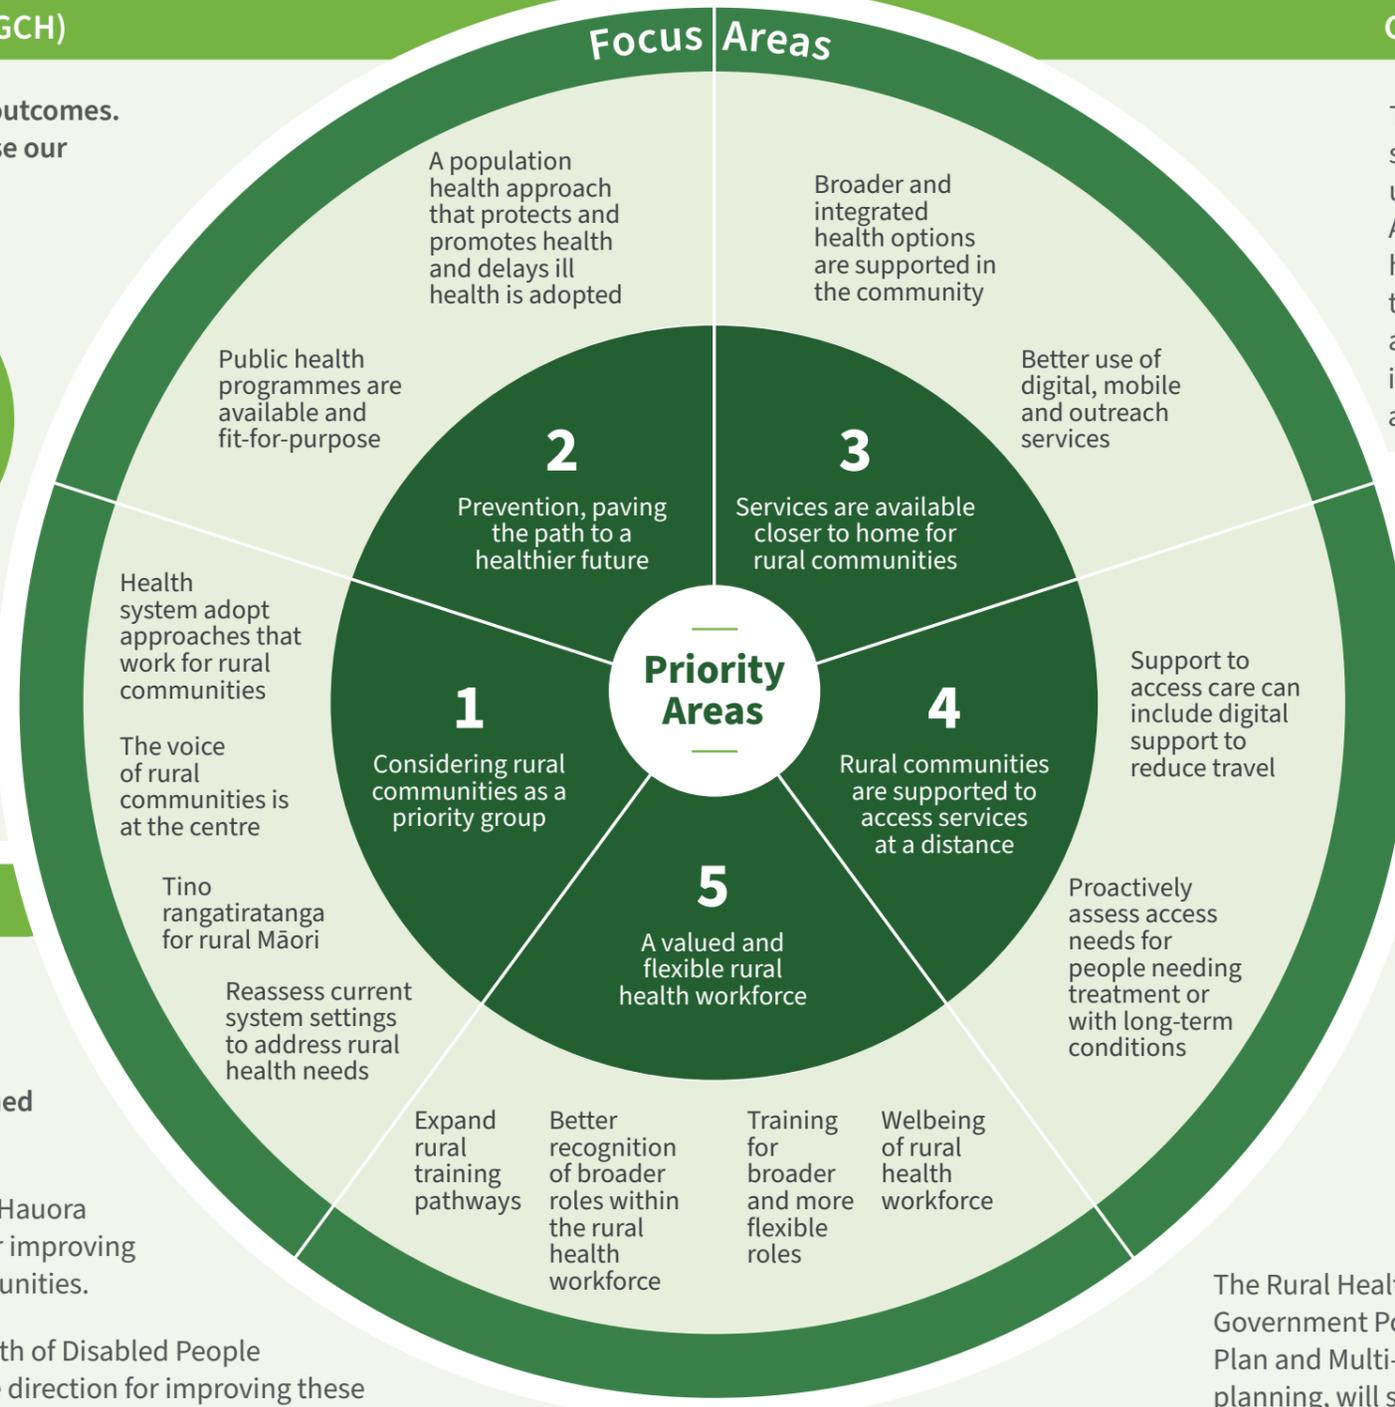 GCH)
outcomes.
se our
Focus Areas
A population
health approach
that protects and
promotes health
and delays ill
health is adopted
Broader and
integrated
health options
are supported in
the community
Public health
programmes are
available and
fit-for-purpose
Better use of
digital, mobile
and outreach
services
2
Prevention, paving
the path to a
healthier future
3
Services are available
closer to home for
rural communities
Health
system adopt
approaches that
work for rural
communities
The voice
of rural
communities is
at the centre
Tino
rangatiratanga
for rural Māori
Reassess current
system settings
to address rural
health needs
1
Considering rural
communities as a
priority group
Priority
Areas
4
Rural communities
are supported to
access services
at a distance
Support to
access care can
include digital
support to
reduce travel
Proactively
assess access
needs for
people needing
treatment or
with long-term
conditions
5
A valued and
flexible rural
health workforce
Expand
rural
training
pathways
Better
recognition
of broader
roles within
the rural
health
workforce
Training
for
broader
and more
flexible
roles
Welbeing
of rural
health
workforce
ned
Hauora
r improving
unities.
th of Disabled People
e direction for improving these
The Rural Healt
Government Po
Plan and Multi-
planning, will s